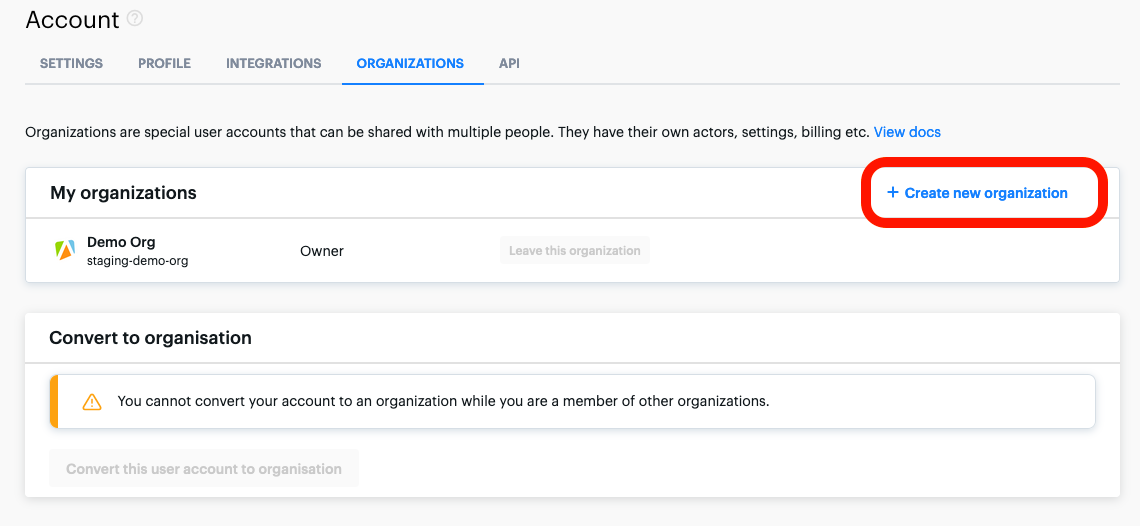 Account
SETTINGS PROFILE INTEGRATIONS ORGANIZATIONS API
Organizations are special user accounts that can be shared with multiple people. They have their own actors, settings, billing etc. View docs
My organizations
+ Create new organization
Demo Org
staging-demo-org
Owner
Leave this organization
Convert to organisation
You cannot convert your account to an organization while you are a member of other organizations.
Convert this user account to organisation